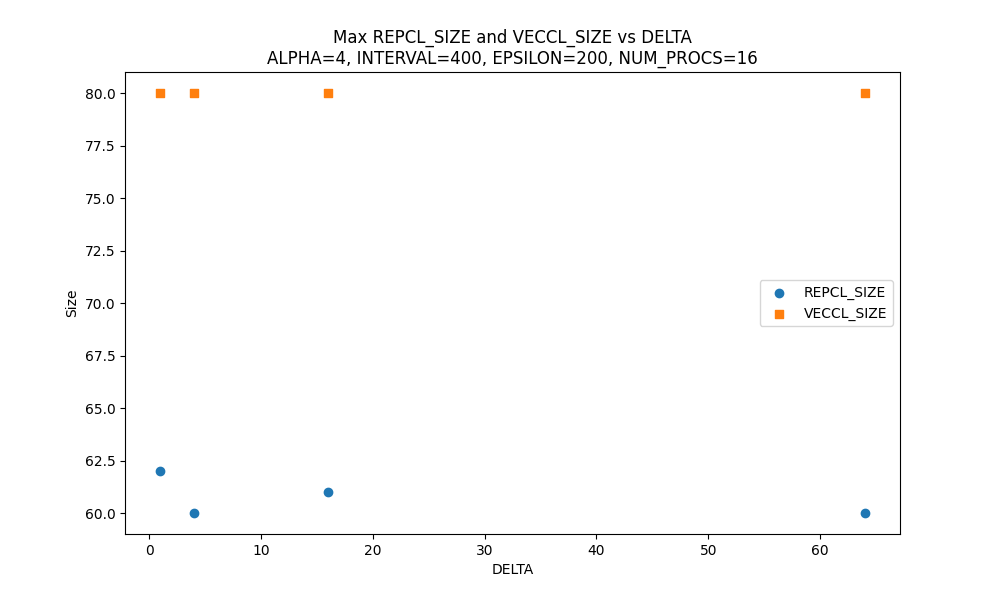 Max REPCL_SIZE and VECCL_SIZE vs DELTA
ALPHA=4, INTERVAL=400, EPSILON=200, NUM_PROCS=16
80.0
77.5
75.0
72.5
70.0
67.5
65.0
62.5
60.0
Size
REPCL_SIZE
VECCL_SIZE
0 10 20 30 40 50 60
DELTA